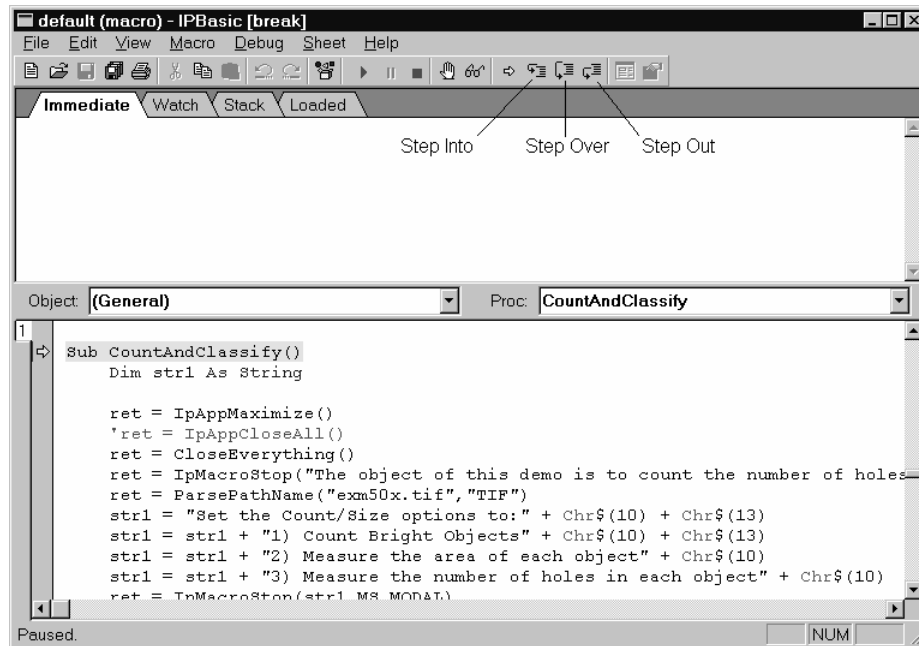 default (macro) - IPBasic [break]
File Edit View Macro Debug Sheet Help
Immediate Watch Stack Loaded
Step Into Step Over Step Out
Object: (General) Proc: CountAndClassify
1
Sub CountAndClassify()
Dim str1 As String
ret = IpAppMaximize()
'ret = IpAppCloseAll()
ret = CloseEverything()
ret = IpMacroStop("The object of this demo is to count the number of holes
ret = ParsePathName("exm50x.tif","TIF")
str1 = "Set the Count/Size options to:" + Chr$(10) + Chr$(13)
str1 = str1 + "1) Count Bright Objects" + Chr$(10) + Chr$(13)
str1 = str1 + "2) Measure the area of each object" + Chr$(10)
str1 = str1 + "3) Measure the number of holes in each object" + Chr$(10)
ret = IpMacroStop(str1,MS_MODAL)
Paused. NUM